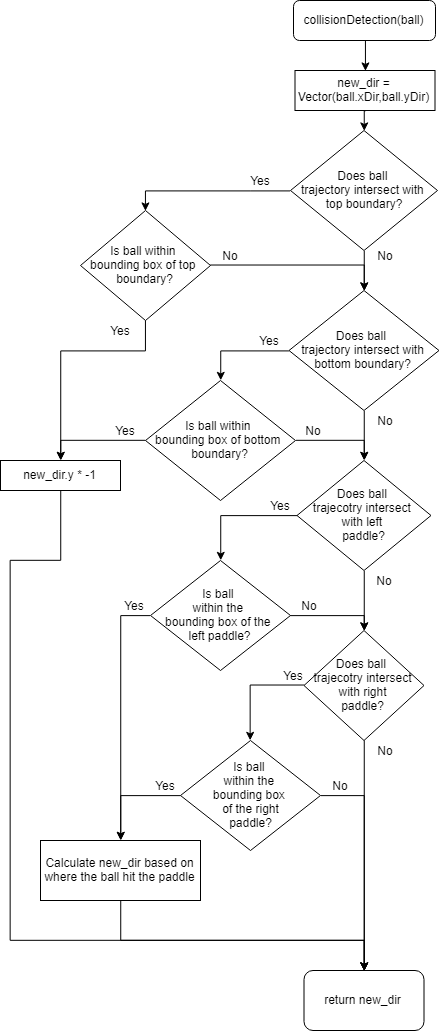 collisionDetection(ball)
new_dir =
Vector(ball.xDir,ball.yDir)
Does ball
trajectory intersect with
top boundary?
Yes
No
Is ball within
bounding box of top
boundary?
No
Yes
Does ball
trajectory intersect with
bottom boundary?
Yes
No
Is ball within
bounding box of bottom
boundary?
Yes
No
new_dir.y * -1
Does ball
trajecotry intersect
with left
paddle?
Yes
No
Is ball
within the
bounding box of the
left paddle?
Yes
No
Does ball
trajecotry intersect
with right
paddle?
Yes
No
Is ball
within the
bounding box
of the right
paddle?
Yes
No
Calculate new_dir based on
where the ball hit the paddle
return new_dir